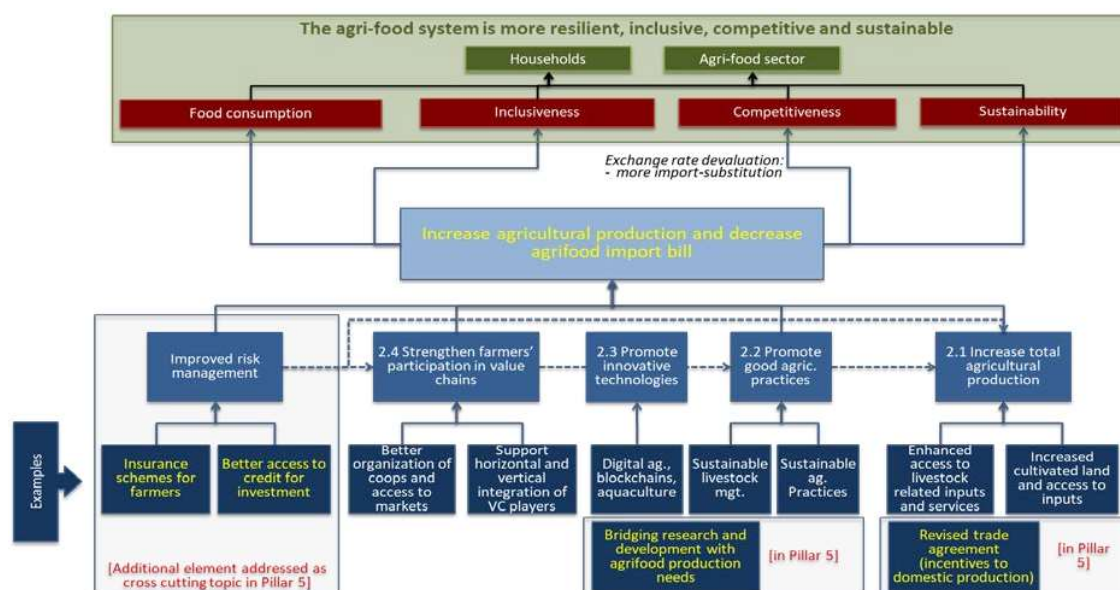 The agri-food system is more resilient, inclusive, competitive and sustainable
Households
Agri-food sector
Food consumption
Inclusiveness
Competitiveness
Sustainability
Exchange rate devaluation:
- more import-substitution
Increase agricultural production and decrease
agrifood import bill
Improved risk
management
2.4 Strengthen farmers'
participation in value
chains
2.3 Promote
innovative
technologies
2.2 Promote
good agric.
practices
2.1 Increase total
agricultural
production
Examples
Insurance
schemes for
farmers
Better access to
credit for
investment
Better
organization of
coops and
access to
markets
Support
horizontal and
vertical
integration of
VC players
Digital ag.,
blockchains,
aquaculture
Sustainable
livestock
mgt.
Sustainable
ag.
Practices
Enhanced
access to
livestock
related inputs
and services
Increased
cultivated land
and access to
inputs
[Additional element addressed as
cross cutting topic in Pillar 5]
Bridging research and
development with
agrifood production
needs
[in Pillar 5]
Revised trade
agreement
(incentives to
domestic production)
[in Pillar
5]